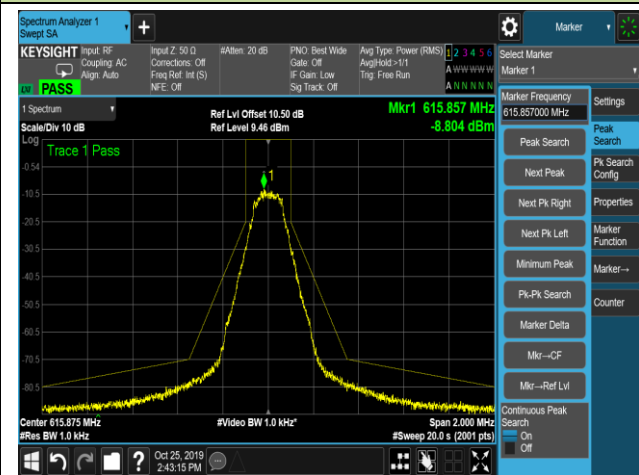 Spectrum Analyzer 1
Swept SA
+
Marker
KEYSIGHT
Input: RF
Coupling: AC
Align: Auto
Input Z: 50 Ω
Corrections: Off
Freq Ref: Int (S)
NFE: Off
#Atten: 20 dB
PNO: Best Wide
Gate: Off
IF Gain: Low
Sig Track: Off
Avg Type: Power (RMS)
Avg|Hold:>1/1
Trig: Free Run
1 2 3 4 5 6
A W W W W W
A N N N N N
PASS
Select Marker
Marker 1
1 Spectrum
Scale/Div 10 dB
Ref Lvl Offset 10.50 dB
Ref Level 9.46 dBm
Mkr1 615.857 MHz
-8.804 dBm
Log
Trace 1 Pass
1
-0.54
-10.5
-20.5
-30.5
-40.5
-50.5
-60.5
-70.5
-80.5
Center 615.875 MHz
#Res BW 1.0 kHz
#Video BW 1.0 kHz*
Span 2.000 MHz
#Sweep 20.0 s (2001 pts)
Marker Frequency
615.857000 MHz
Peak Search
Next Peak
Next Pk Right
Next Pk Left
Minimum Peak
Pk-Pk Search
Marker Delta
Mkr→CF
Mkr→Ref Lvl
Continuous Peak
Search
On
Off
Settings
Peak
Search
Pk Search
Config
Properties
Marker
Function
Marker→
Counter
?
Oct 25, 2019
2:43:15 PM